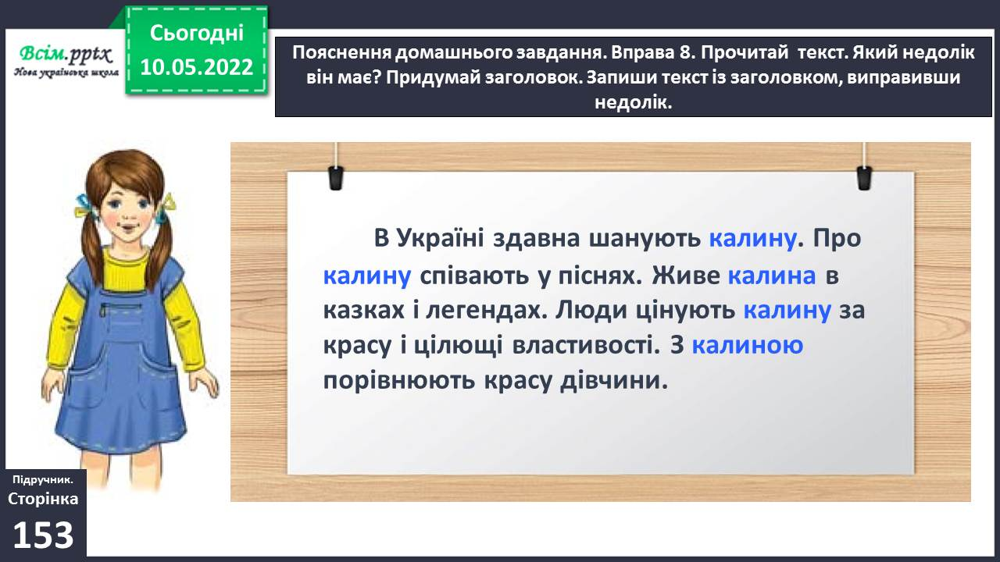 Всім.pptx
Нова українська школа
Сьогодні
10.05.2022
Пояснення домашнього завдання. Вправа 8. Прочитай текст. Який недолік
він має? Придумай заголовок. Запиши текст із заголовком, виправивши
недолік.
В Україні здавна шанують калину. Про
калину співають у піснях. Живе калина в
казках і легендах. Люди цінують калину за
красу і цілющі властивості. З калиною
порівнюють красу дівчини.
Підручник.
Сторінка
153